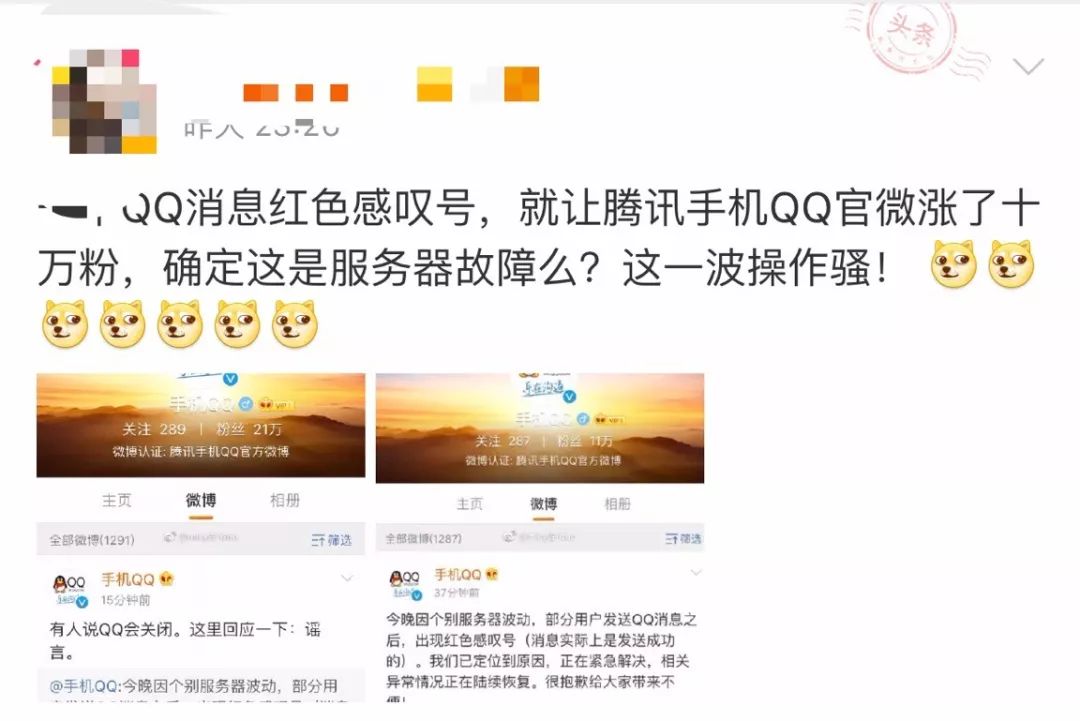 头条
昨天 23:26
QQ消息红色感叹号，就让腾讯手机QQ官微涨了十
万粉，确定这是服务器故障么？这一波操作骚！
手机QQ
关注 289 | 粉丝 21万
微博认证: 腾讯手机QQ官方微博
主页 微博 相册
全部微博(1291)
筛选
QQ
手机QQ
15分钟前
有人说QQ会关闭。这里回应一下：谣
言。
@手机QQ:今晚因个别服务器波动，部分用
乐在沟通
手机QQ
关注 287 | 粉丝 11万
微博认证: 腾讯手机QQ官方微博
主页 微博 相册
全部微博(1287)
筛选
QQ
手机QQ
37分钟前
今晚因个别服务器波动，部分用户发送QQ消息之
后，出现红色感叹号（消息实际上是发送成功
的）。我们已定位到原因，正在紧急解决，相关
异常情况正在陆续恢复。很抱歉给大家带来不
便!